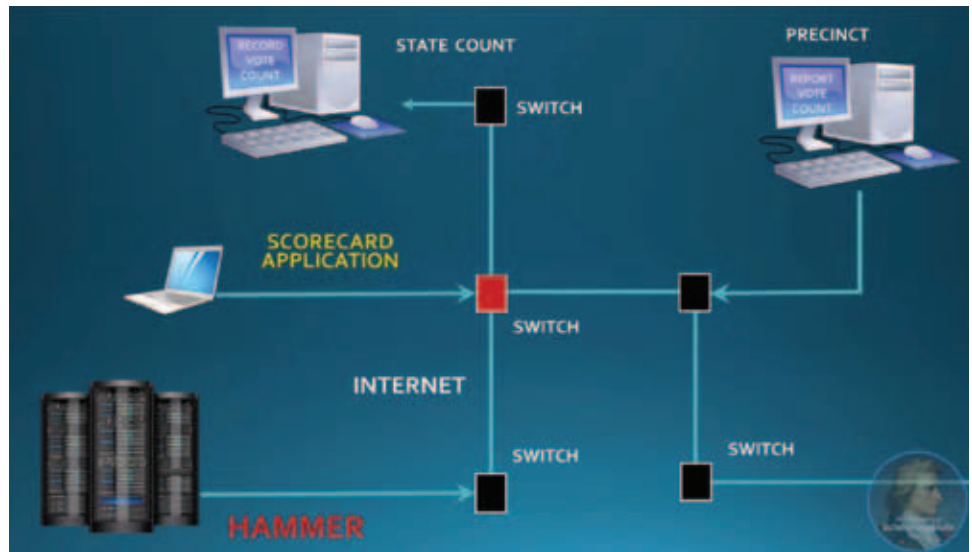 STATE COUNT
PRECINCT
RECORD
VOTE
COUNT
REPORT
VOTE
COUNT
SWITCH
SCORECARD
APPLICATION
SWITCH
INTERNET
SWITCH
SWITCH
HAMMER